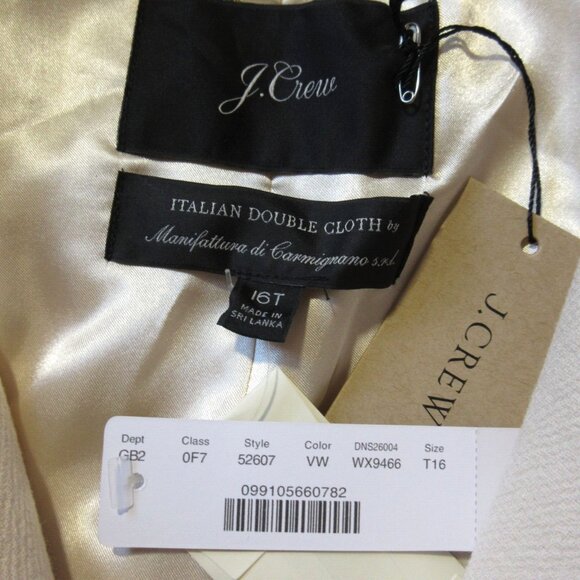 J.Crew
ITALIAN DOUBLE CLOTH by
Manifattura di Carmignano s.r.l.
16T
MADE IN
SRI LANKA
J.CREW
Dept Class Style Color DNS26004 Size
GB2 0F7 52607 VW WX9466 T16
099105660782